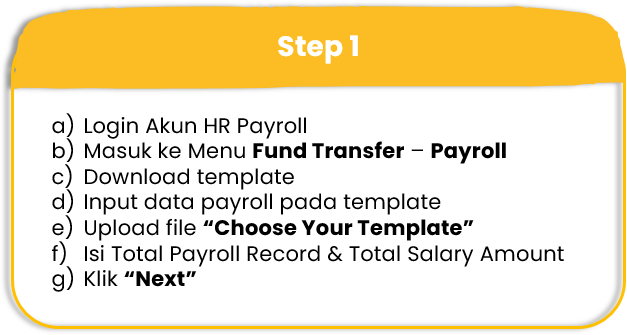 Step 1
a) Login Akun HR Payroll
b) Masuk ke Menu Fund Transfer – Payroll
c) Download template
d) Input data payroll pada template
e) Upload file “Choose Your Template”
f) Isi Total Payroll Record & Total Salary Amount
g) Klik “Next”